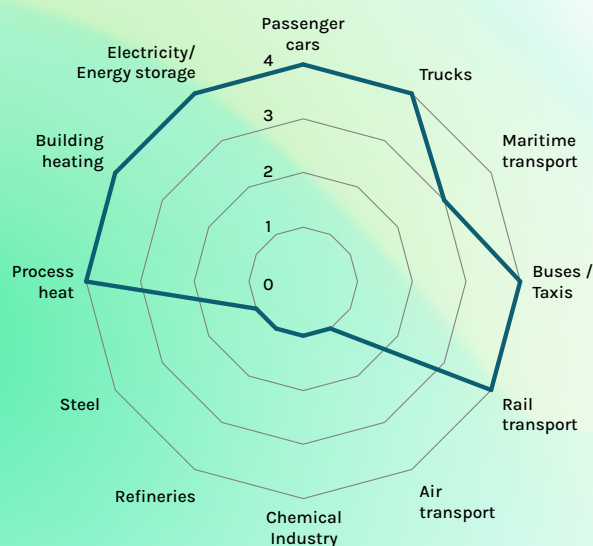 Passenger
cars
Electricity/
Energy storage
4
Trucks
3
Building
heating
Maritime
transport
2
1
Process
heat
0
Buses /
Taxis
Steel
Rail
transport
Refineries
Air
transport
Chemical
Industry